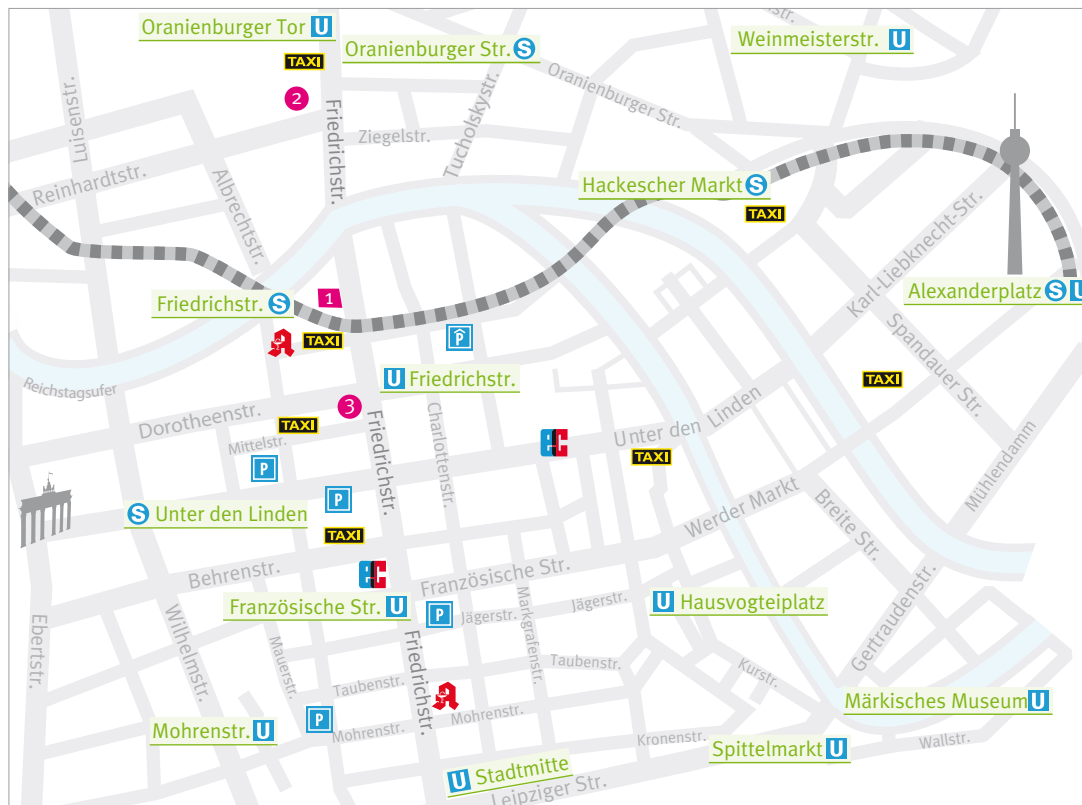 Oranienburger Tor U
Oranienburger Str. S
Weinmeisterstr. U
TAXI
2
Friedrichstr.
Luisenstr.
Ziegelstr.
Tucholskystr.
Oranienburger Str.
Reinhardtstr.
Albrechtstr.
Hackescher Markt S
TAXI
Karl-Liebknecht-Str.
Alexanderplatz S U
Friedrichstr. S
1
TAXI
A
P
Spandauer Str.
Reichstagsufer
U Friedrichstr.
TAXI
Dorotheenstr.
3
TAXI
Mittelstr.
Friedrichstr.
Charlottenstr.
Unter den Linden
TAXI
P
P
S Unter den Linden
TAXI
Mühlendamm
Werder Markt
Breite Str.
Behrenstr.
Französische Str.
Französische Str. U
P
Jägerstr.
Jägerstr.
Markgrafenstr.
U Hausvogteiplatz
Gertraudenstr.
Ebertstr.
Wilhelmstr.
Mauerstr.
Friedrichstr.
Taubenstr.
Taubenstr.
Kurstr.
A
Mohrenstr. U
P
Mohrenstr.
Mohrenstr.
Märkisches Museum U
Kronenstr.
Spittelmarkt U
Wallstr.
U Stadtmitte
Leipziger Str.